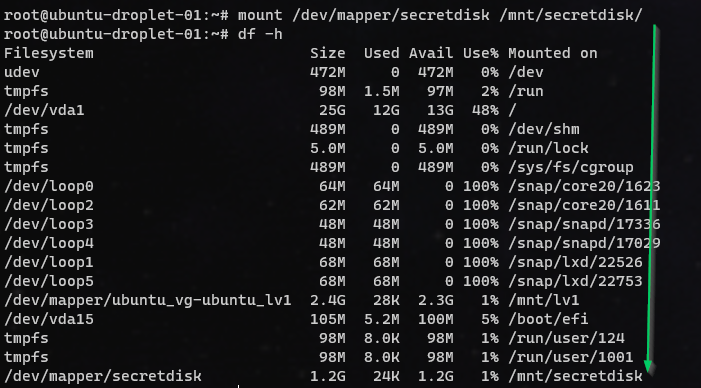 root@ubuntu-droplet-01:~# mount /dev/mapper/secretdisk /mnt/secretdisk/
root@ubuntu-droplet-01:~# df -h
Filesystem Size Used Avail Use% Mounted on
udev 472M 0 472M 0% /dev
tmpfs 98M 1.5M 97M 2% /run
/dev/vda1 25G 12G 13G 48% /
tmpfs 489M 0 489M 0% /dev/shm
tmpfs 5.0M 0 5.0M 0% /run/lock
tmpfs 489M 0 489M 0% /sys/fs/cgroup
/dev/loop0 64M 64M 0 100% /snap/core20/1623
/dev/loop2 62M 62M 0 100% /snap/core20/1611
/dev/loop3 48M 48M 0 100% /snap/snapd/17336
/dev/loop4 48M 48M 0 100% /snap/snapd/17029
/dev/loop1 68M 68M 0 100% /snap/lxd/22526
/dev/loop5 68M 68M 0 100% /snap/lxd/22753
/dev/mapper/ubuntu_vg-ubuntu_lv1 2.4G 28K 2.3G 1% /mnt/lv1
/dev/vda15 105M 5.2M 100M 5% /boot/efi
tmpfs 98M 8.0K 98M 1% /run/user/124
tmpfs 98M 8.0K 98M 1% /run/user/1001
/dev/mapper/secretdisk 1.2G 24K 1.2G 1% /mnt/secretdisk